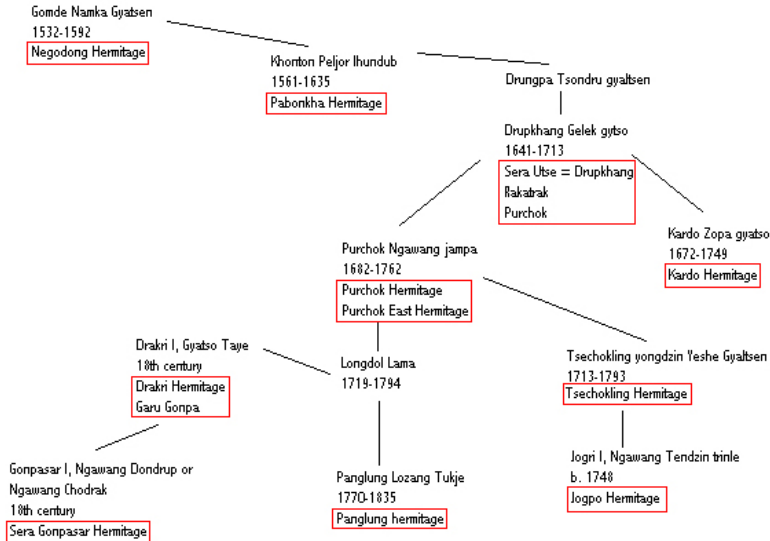 Gomde Namka Gyatsen
1532-1592
Negodong Hermitage
Khonton Peljor lhundub
1561-1635
Pabonkha Hermitage
Drungpa Tsondru gyaltsen
Drupkhang Gelek gytso
1641-1713
Sera Utse = Drupkhang
Rakatrak
Purchok
Kardo Zopa gyatso
1672-1749
Kardo Hermitage
Purchok Ngawang jampa
1682-1762
Purchok Hermitage
Purchok East Hermitage
Drakri I, Gyatso Taye
18th century
Drakri Hermitage
Garu Gonpa
Longdol Lama
1719-1794
Tsechokling yongdzin Yeshe Gyaltsen
1713-1793
Tsechokling Hermitage
Gonpasar I, Ngawang Dondrup or
Ngawang Chodrak
18th century
Sera Gonpasar Hermitage
Panglung Lozang Tukje
1770-1835
Panglung hermitage
Jogri I, Ngawang Tendzin trinle
b. 1748
Jogpo Hermitage